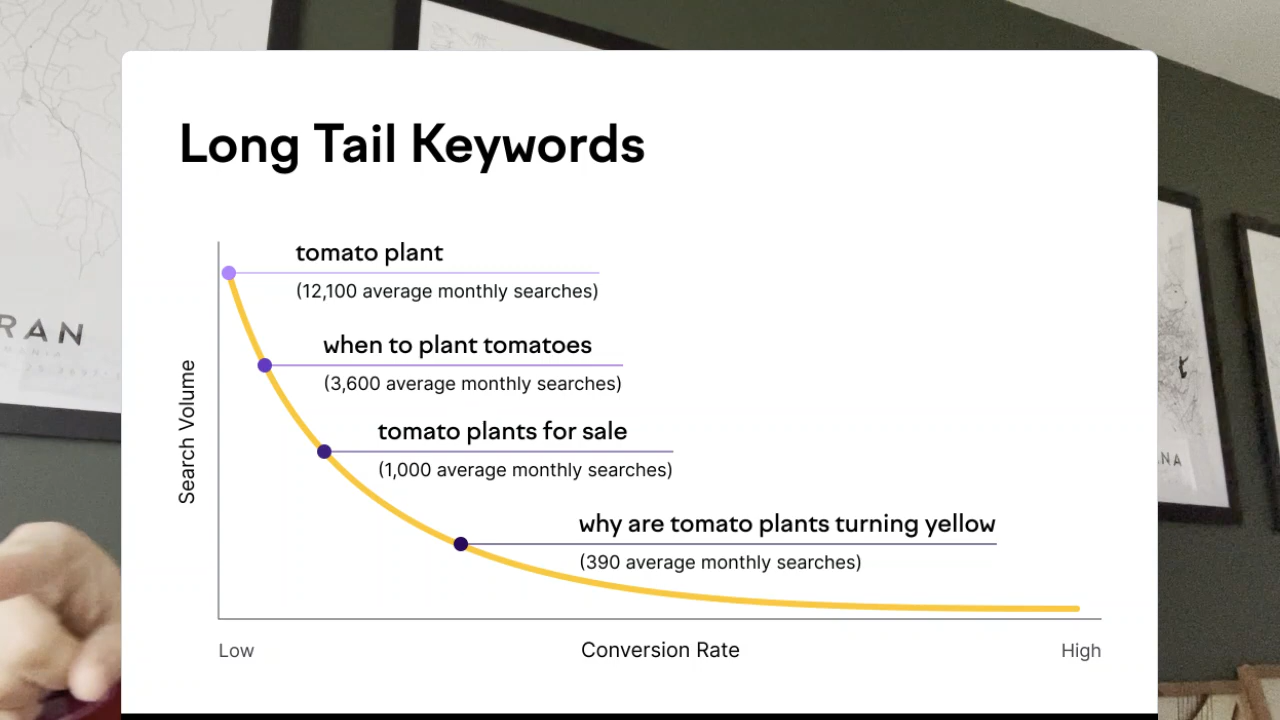 Long Tail Keywords
tomato plant
(12,100 average monthly searches)
when to plant tomatoes
(3,600 average monthly searches)
tomato plants for sale
(1,000 average monthly searches)
why are tomato plants turning yellow
(390 average monthly searches)
Search Volume
Low
Conversion Rate
High
RAN
NA